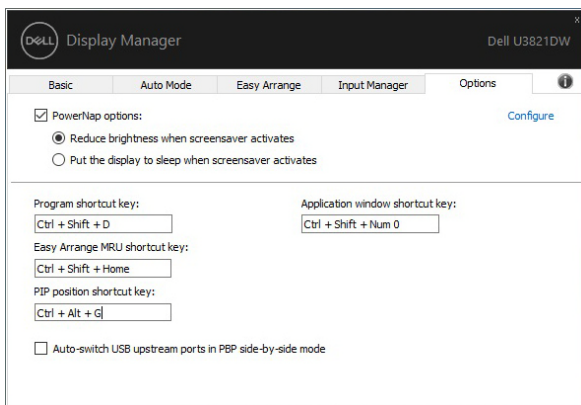 x
DELL Display Manager
Dell U3821DW
Basic Auto Mode Easy Arrange Input Manager Options i
PowerNap options:
Configure
Reduce brightness when screensaver activates
Put the display to sleep when screensaver activates
Program shortcut key:
Application window shortcut key:
Ctrl + Shift + D
Ctrl + Shift + Num 0
Easy Arrange MRU shortcut key:
Ctrl + Shift + Home
PIP position shortcut key:
Ctrl + Alt + G
Auto-switch USB upstream ports in PBP side-by-side mode